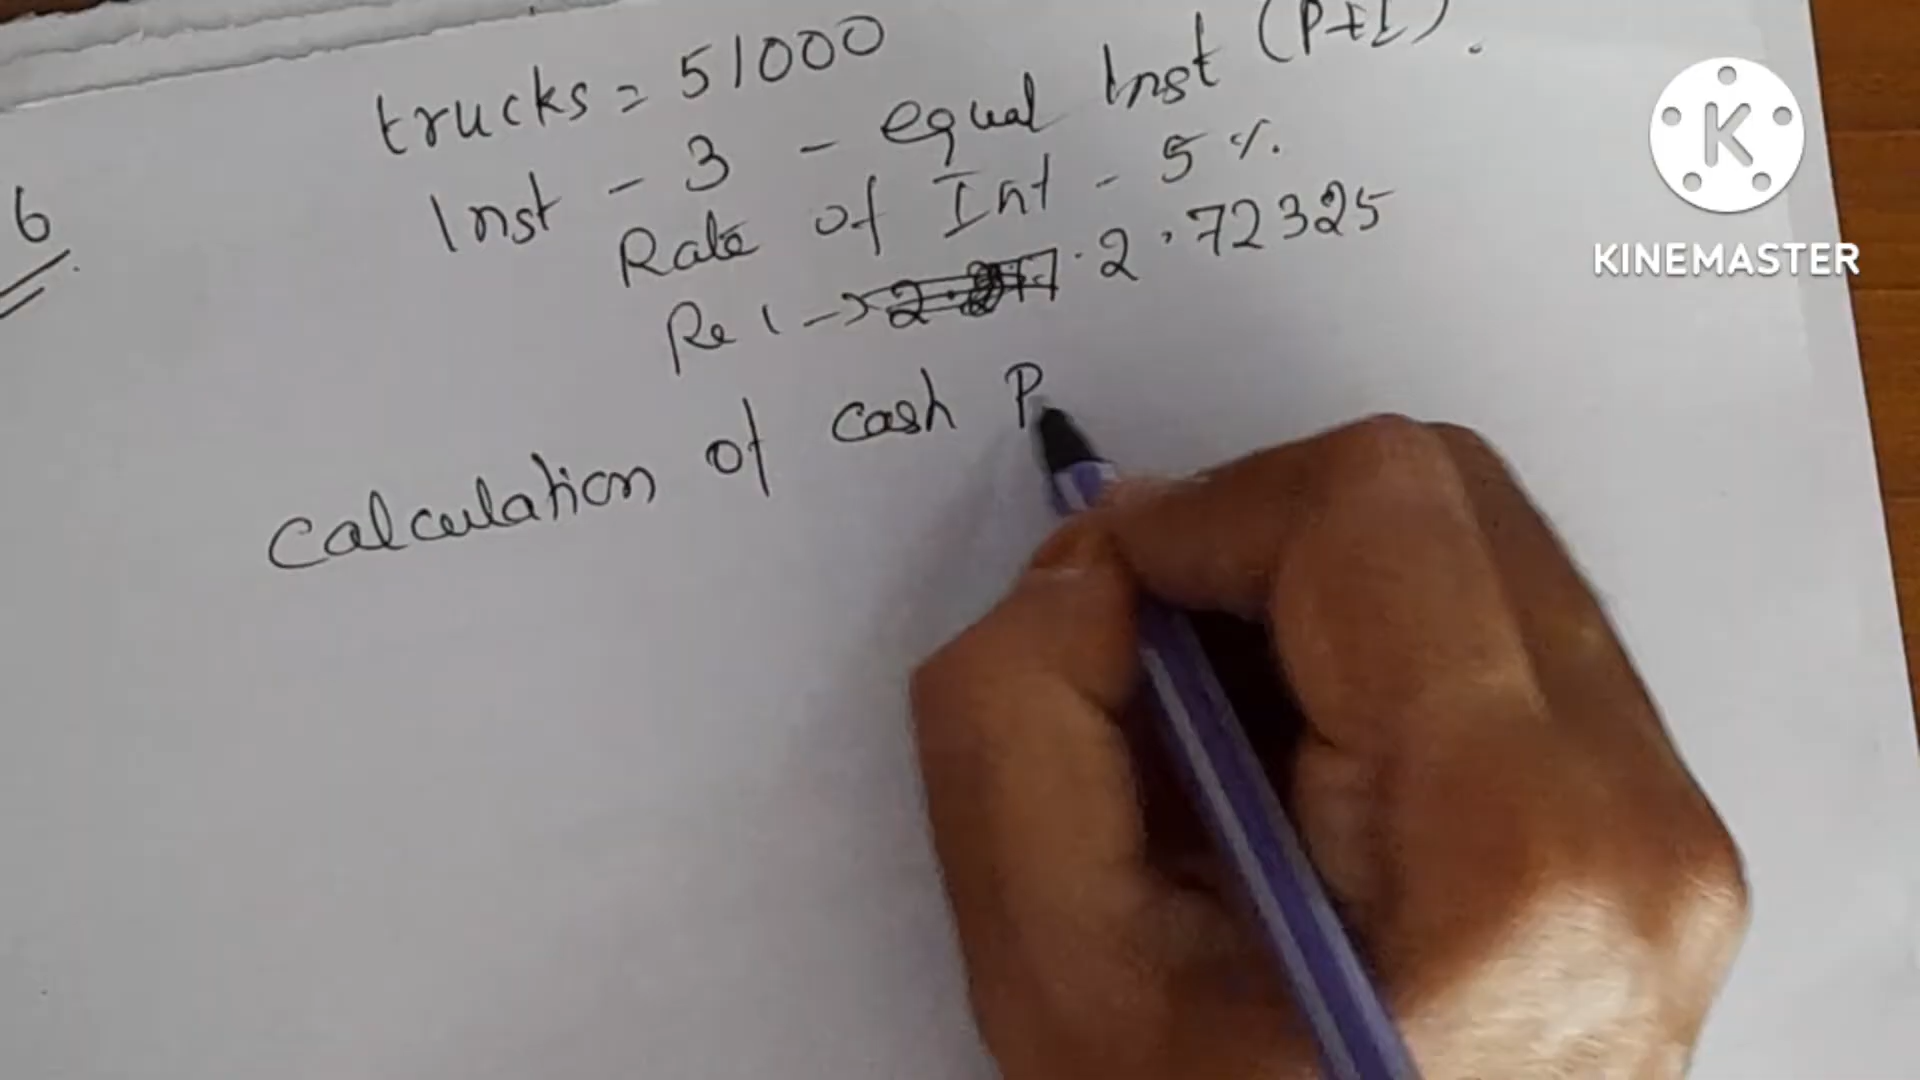 trucks = 51000
Inst - 3 - equal Inst (P+I).
6
Rate of Int - 5 %.
Re 1 -> 2.72325
Calculation of cash P
K
KINEMASTER